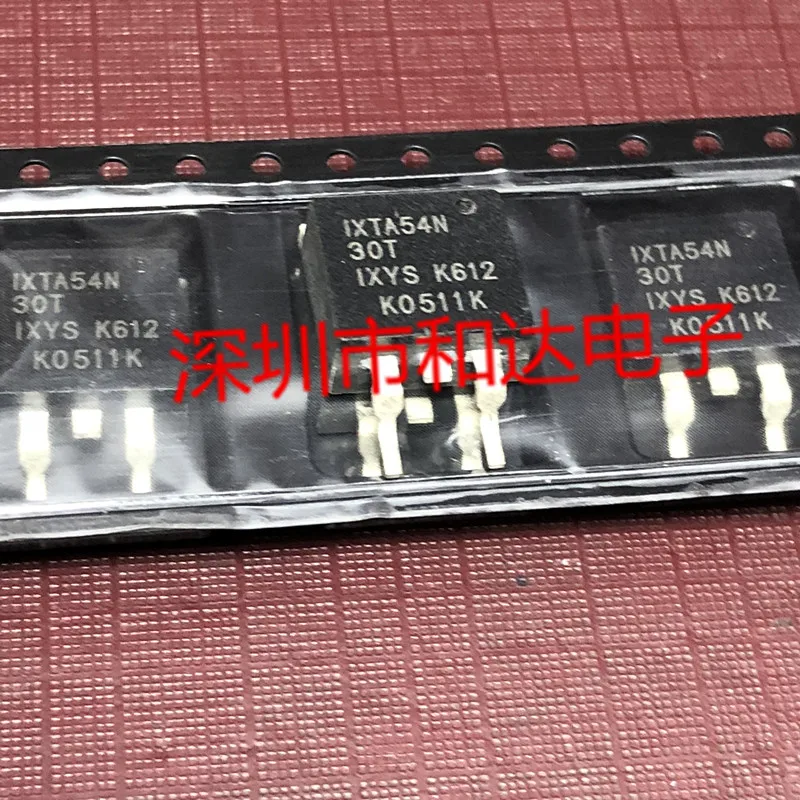 IXTA54N
30T
IXYS K612
K0511K
IXTA54N
30T
IXYS K612
K0511K
IXTA54N
30T
IXYS K612
K0511K
深圳市和达电子